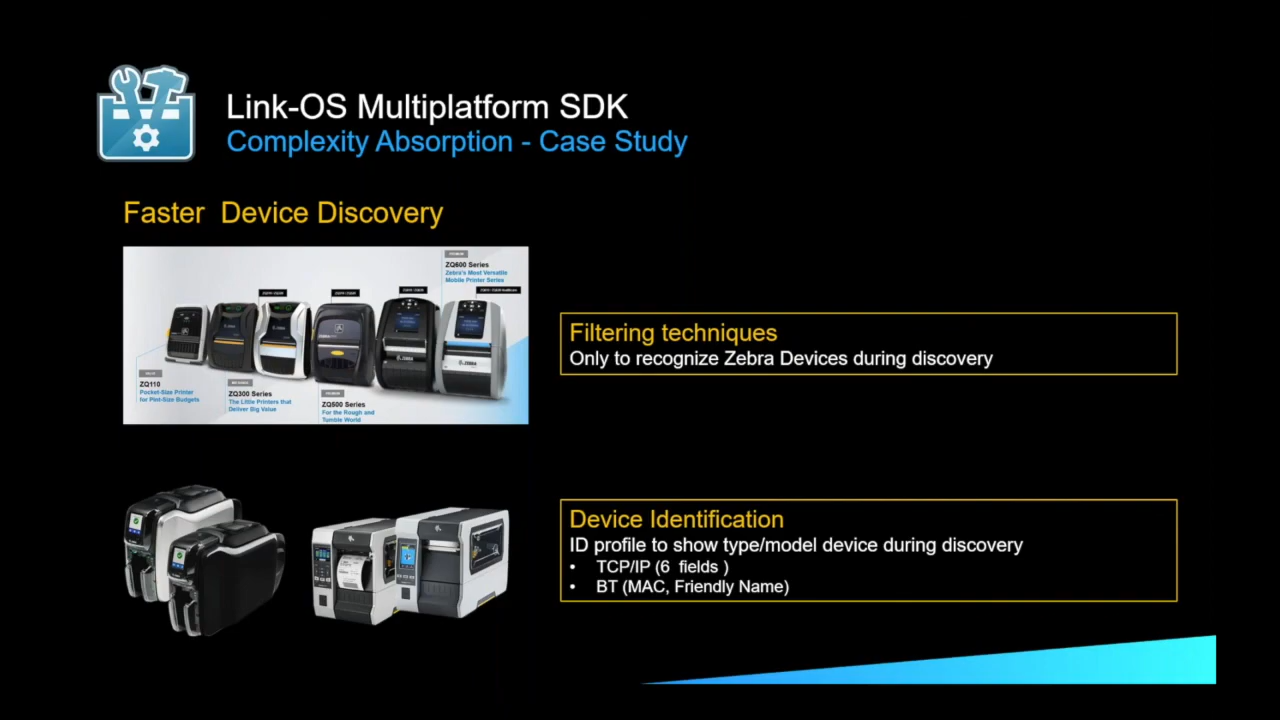 Link-OS Multiplatform SDK
Complexity Absorption - Case Study
Faster  Device Discovery
ZQ600 Series
Zebra's Most Versatile
Mobile Printer Series
ZQ110
Pocket-Size Printer
for Pint-Size Budgets
ZQ300 Series
The Little Printers that
Deliver Big Value
ZQ500 Series
For the Rough and
Tumble World
Filtering techniques
Only to recognize Zebra Devices during discovery
Device Identification
ID profile to show type/model device during discovery
• TCP/IP (6  fields )
• BT (MAC, Friendly Name)